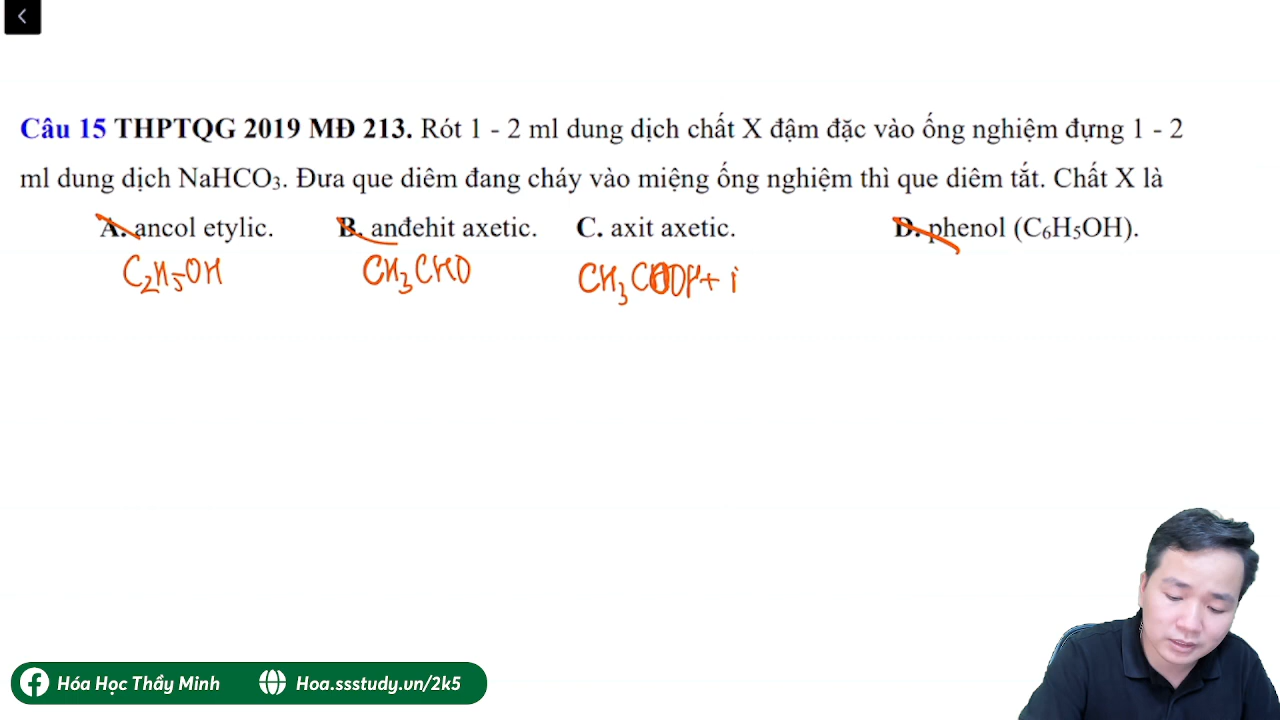 Câu 15 THPTQG 2019 MĐ 213. Rót 1 - 2 ml dung dịch chất X đậm đặc vào ống nghiệm đựng 1 - 2
ml dung dịch NaHCO₃. Đưa que diêm đang cháy vào miệng ống nghiệm thì que diêm tắt. Chất X là
A. ancol etylic. B. anđehit axetic. C. axit axetic. D. phenol (C₆H₅OH).
C₂H₅OH CH₃CHO CH₃COOH +
Hóa Học Thầy Minh Hoa.ssstudy.vn/2k5